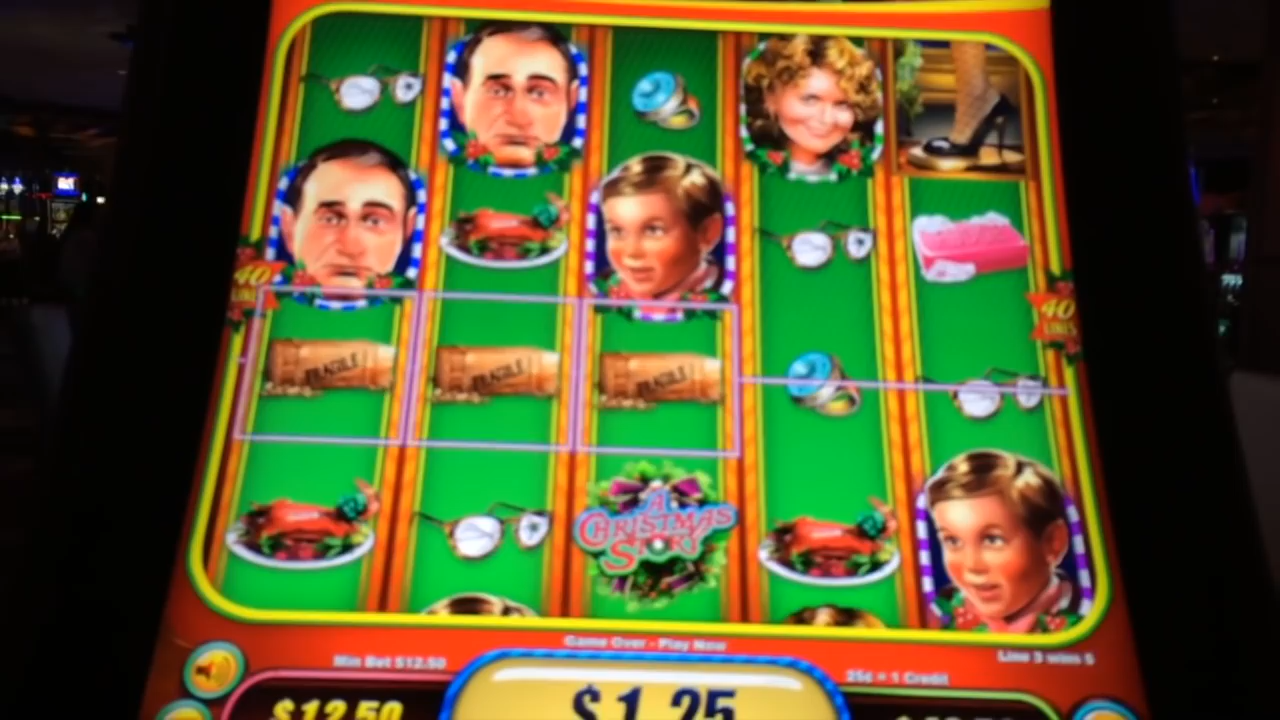 40
LINES
40
LINES
FRAGILE
FRAGILE
FRAGILE
A
CHRISTMAS
STORY
Game Over - Play Now
Min Bet $12.50
Line 3 wins 5
25¢ = 1 Credit
$12.50
$1.25